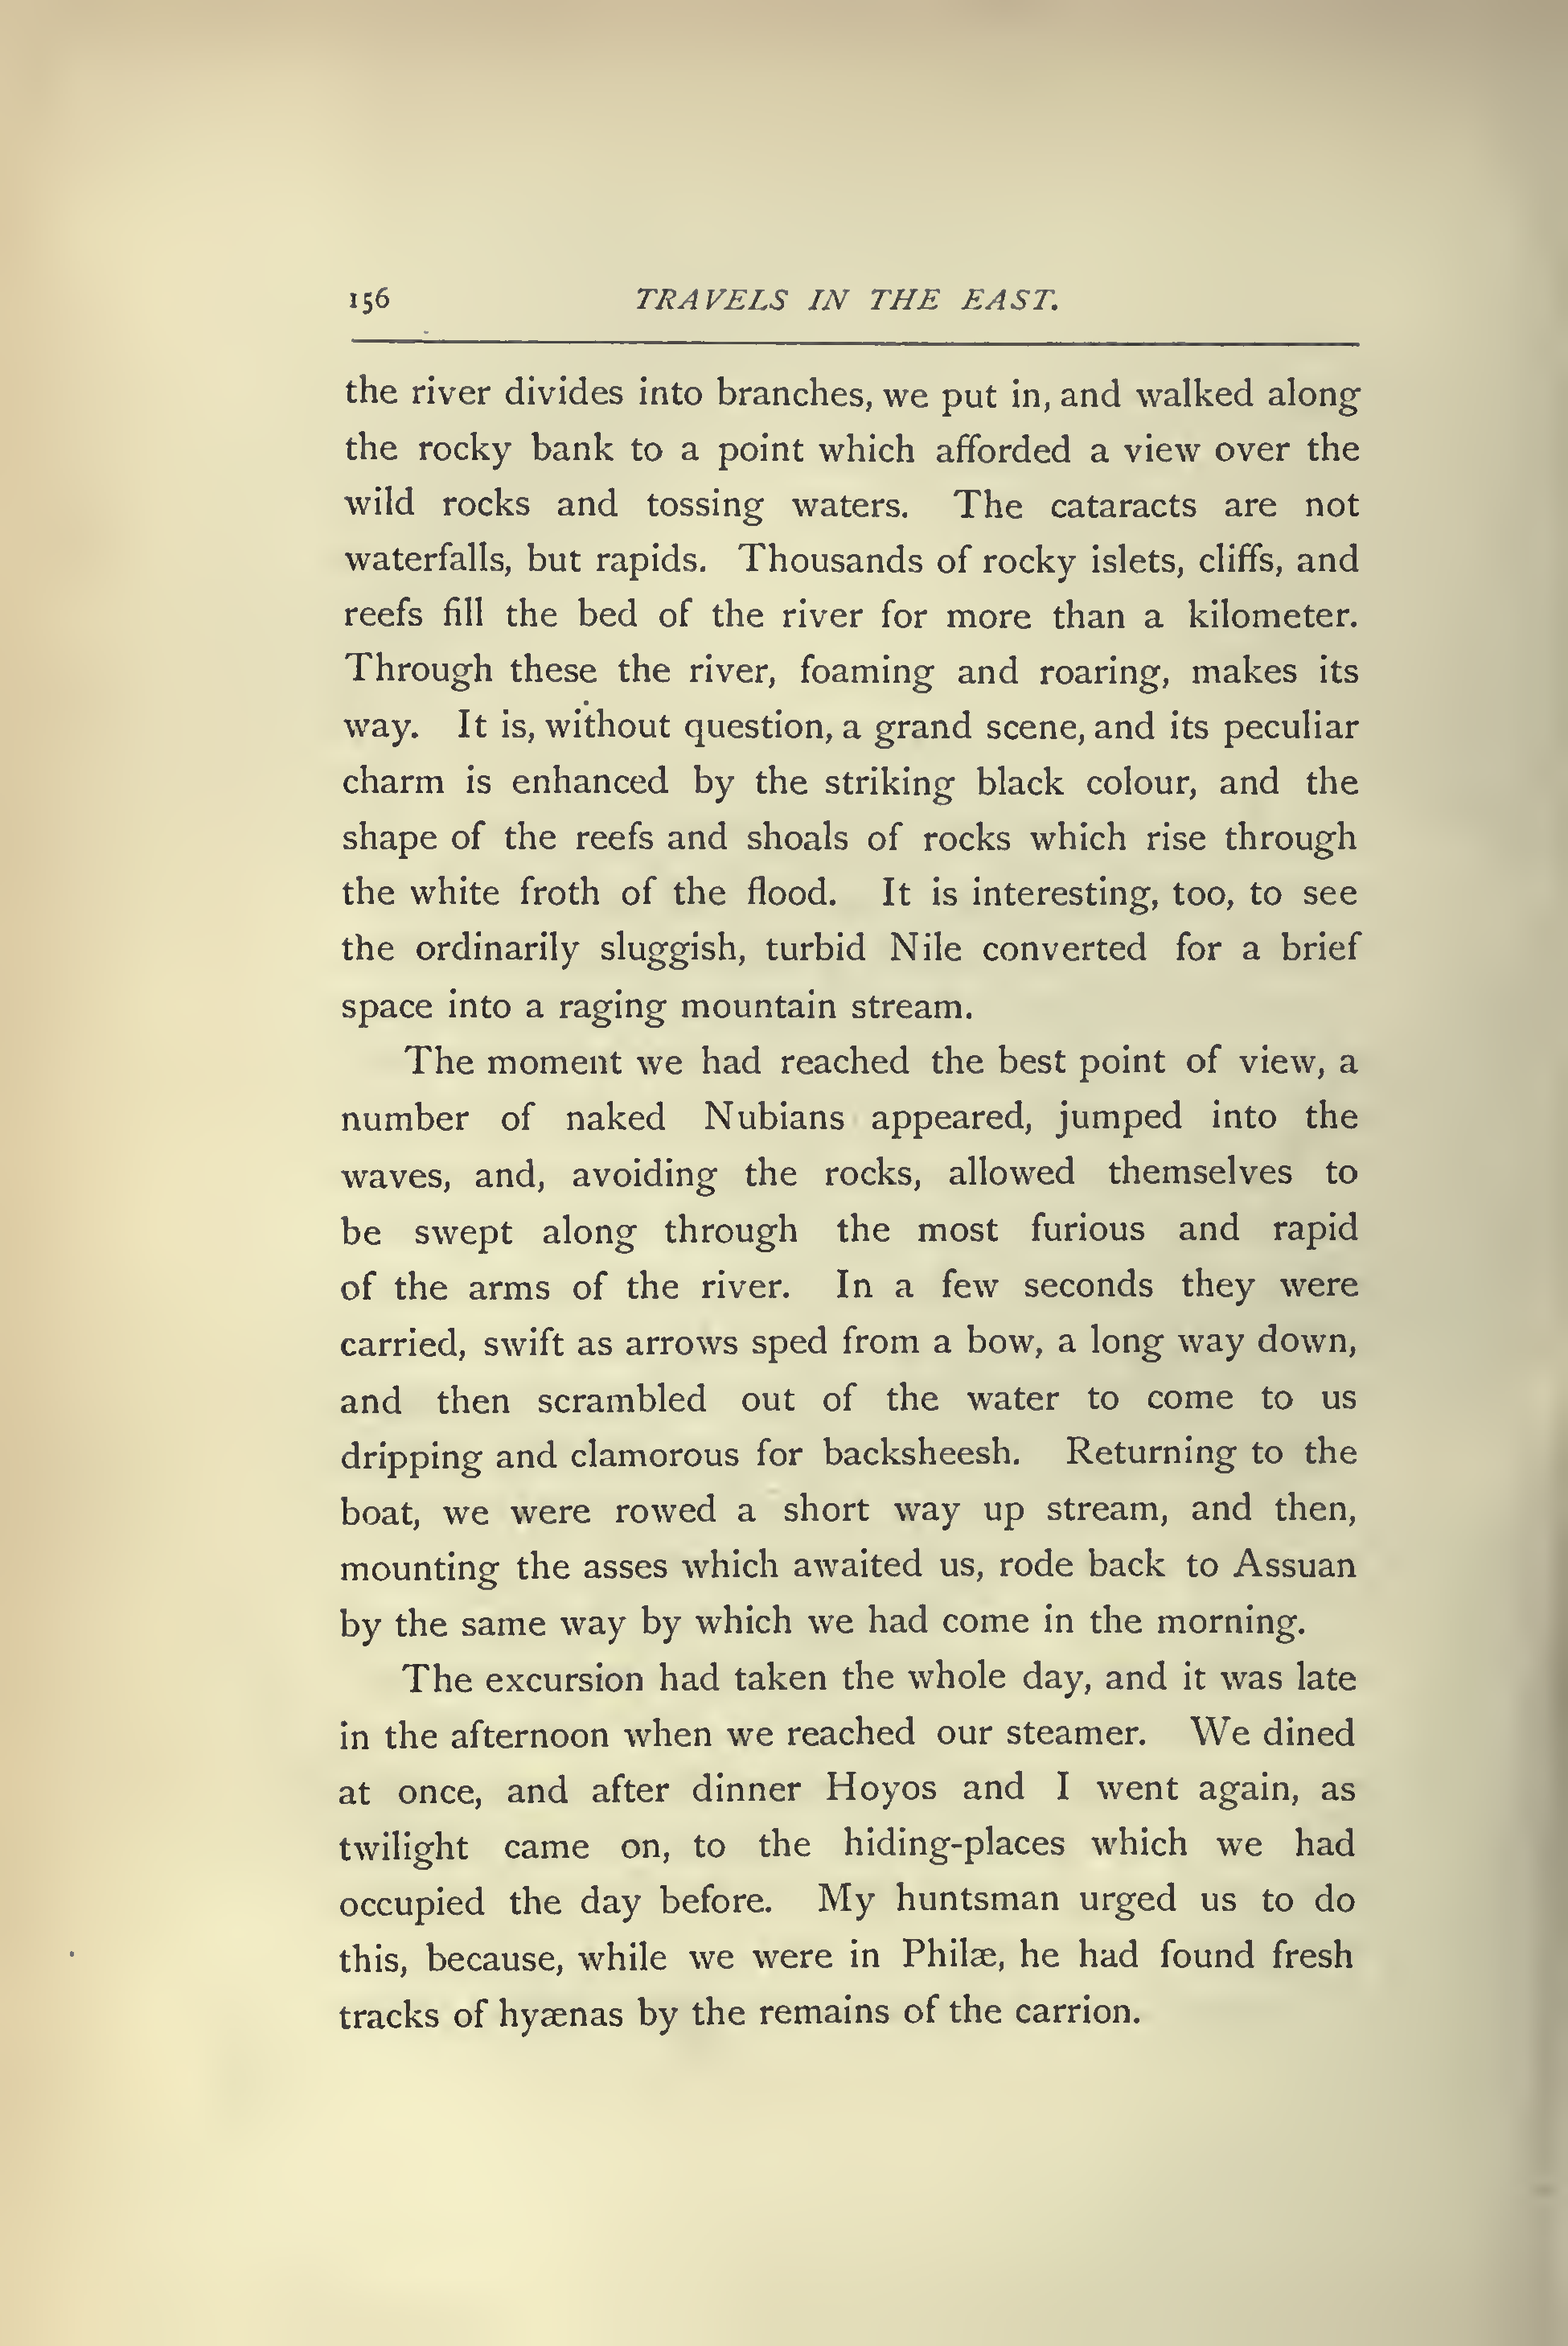 156 TRAVELS IN THE EAST.
the river divides into branches, we put in, and walked along
the rocky bank to a point which afforded a view over the
wild rocks and tossing waters. The cataracts are not
waterfalls, but rapids. Thousands of rocky islets, cliffs, and
reefs fill the bed of the river for more than a kilometer.
Through these the river, foaming and roaring, makes its
way. It is, without question, a grand scene, and its peculiar
charm is enhanced by the striking black colour, and the
shape of the reefs and shoals of rocks which rise through
the white froth of the flood. It is interesting, too, to see
the ordinarily sluggish, turbid Nile converted for a brief
space into a raging mountain stream.
The moment we had reached the best point of view, a
number of naked Nubians appeared, jumped into the
waves, and, avoiding the rocks, allowed themselves to
be swept along through the most furious and rapid
of the arms of the river. In a few seconds they were
carried, swift as arrows sped from a bow, a long way down,
and then scrambled out of the water to come to us
dripping and clamorous for backsheesh. Returning to the
boat, we were rowed a short way up stream, and then,
mounting the asses which awaited us, rode back to Assuan
by the same way by which we had come in the morning.
The excursion had taken the whole day, and it was late
in the afternoon when we reached our steamer. We dined
at once, and after dinner Hoyos and I went again, as
twilight came on, to the hiding-places which we had
occupied the day before. My huntsman urged us to do
this, because, while we were in Philæ, he had found fresh
tracks of hyænas by the remains of the carrion.